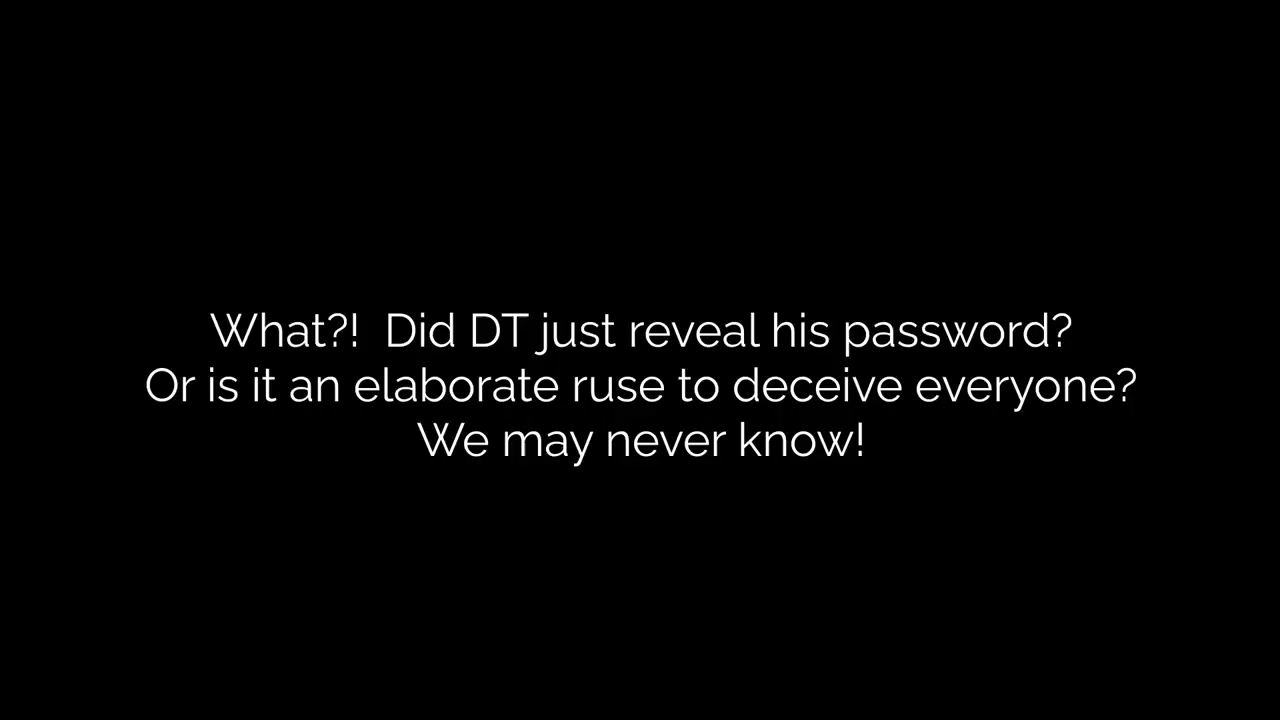 What?!  Did DT just reveal his password?
Or is it an elaborate ruse to deceive everyone?
We may never know!